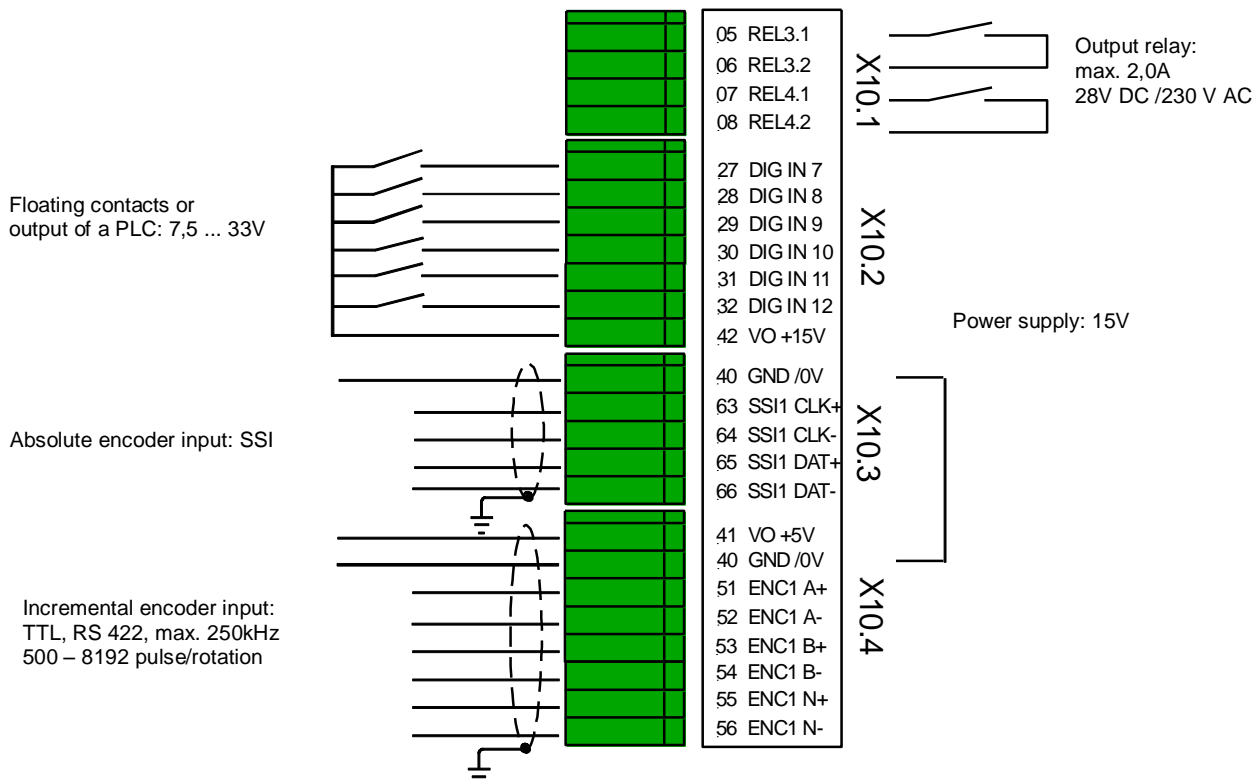 05 REL3.1
06 REL3.2
07 REL4.1
08 REL4.2
X10.1
Output relay:
max. 2,0A
28V DC /230 V AC
Floating contacts or
output of a PLC: 7,5 ... 33V
27 DIG IN 7
28 DIG IN 8
29 DIG IN 9
30 DIG IN 10
31 DIG IN 11
32 DIG IN 12
42 VO +15V
X10.2
Power supply: 15V
Absolute encoder input: SSI
40 GND /0V
63 SSI1 CLK+
64 SSI1 CLK-
65 SSI1 DAT+
66 SSI1 DAT-
X10.3
Incremental encoder input:
TTL, RS 422, max. 250kHz
500 – 8192 pulse/rotation
41 VO +5V
40 GND /0V
51 ENC1 A+
52 ENC1 A-
53 ENC1 B+
54 ENC1 B-
55 ENC1 N+
56 ENC1 N-
X10.4